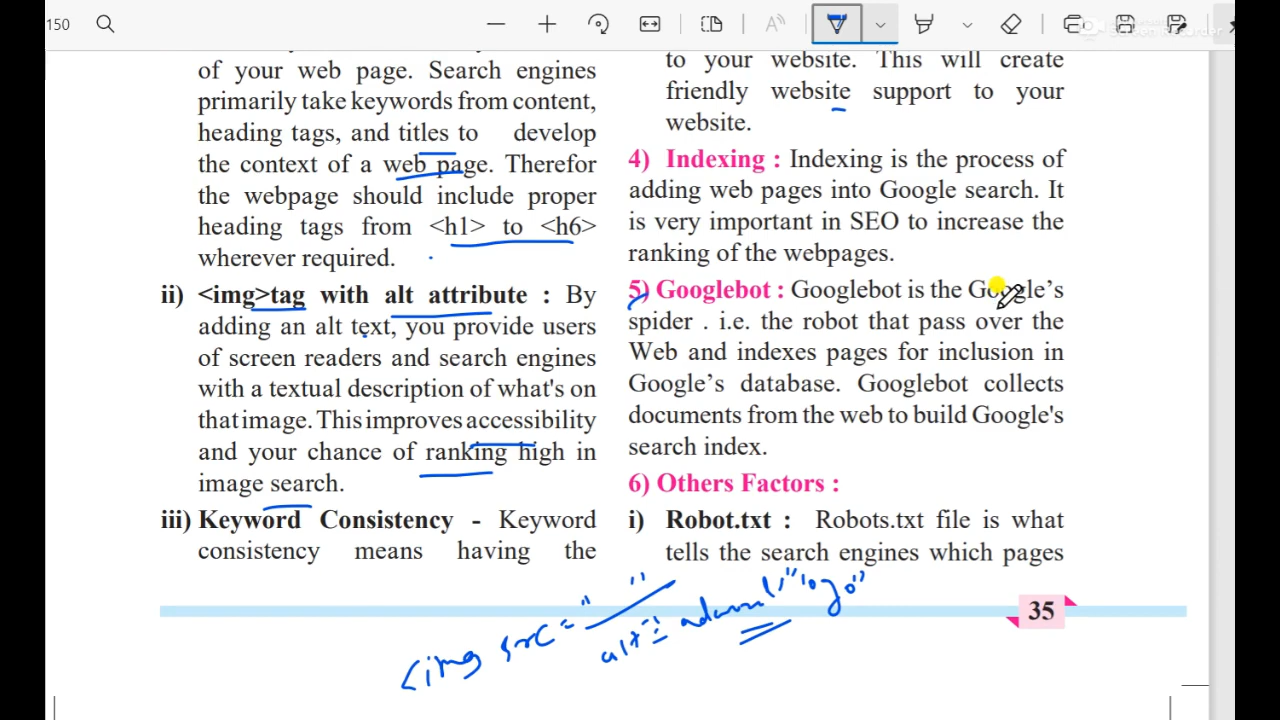 150
of your web page. Search engines
primarily take keywords from content,
heading tags, and titles to develop
the context of a web page. Therefor
the webpage should include proper
heading tags from <h1> to <h6>
wherever required.
ii) <img>tag with alt attribute : By
adding an alt text, you provide users
of screen readers and search engines
with a textual description of what's on
that image. This improves accessibility
and your chance of ranking high in
image search.
iii) Keyword Consistency - Keyword
consistency means having the
to your website. This will create
friendly website support to your
website.
4) Indexing : Indexing is the process of
adding web pages into Google search. It
is very important in SEO to increase the
ranking of the webpages.
5) Googlebot : Googlebot is the Google’s
spider . i.e. the robot that pass over the
Web and indexes pages for inclusion in
Google’s database. Googlebot collects
documents from the web to build Google's
search index.
6) Others Factors :
i) Robot.txt : Robots.txt file is what
tells the search engines which pages
<img src=" "
alt= "logo"
35